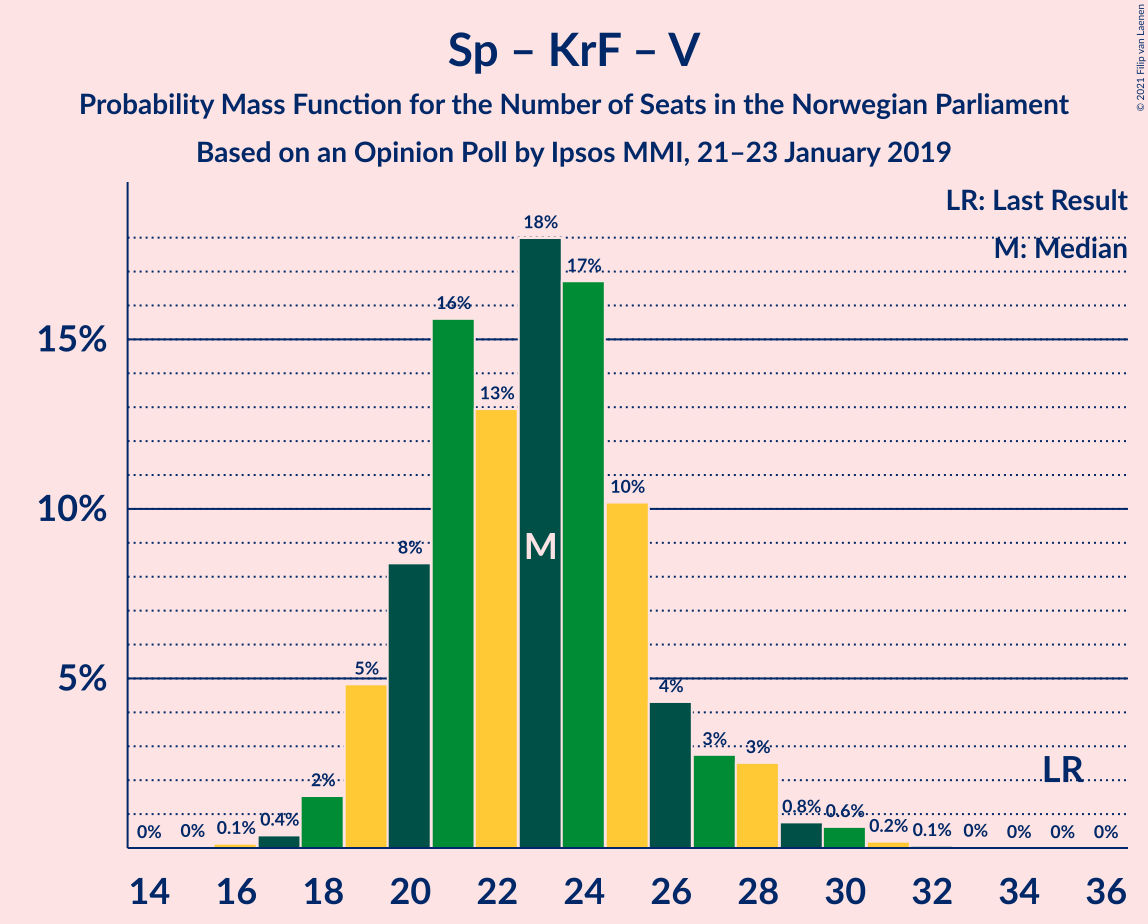 Sp – KrF – V
Probability Mass Function for the Number of Seats in the Norwegian Parliament
Based on an Opinion Poll by Ipsos MMI, 21–23 January 2019
© 2021 Filip van Laenen
LR: Last Result
M: Median
15%
10%
5%
0%
0%
0.1%
0.4%
2%
5%
8%
16%
13%
18%
17%
10%
4%
3%
3%
0.8%
0.6%
0.2%
0.1%
0%
0%
0%
0%
M
LR
14 16 18 20 22 24 26 28 30 32 34 36